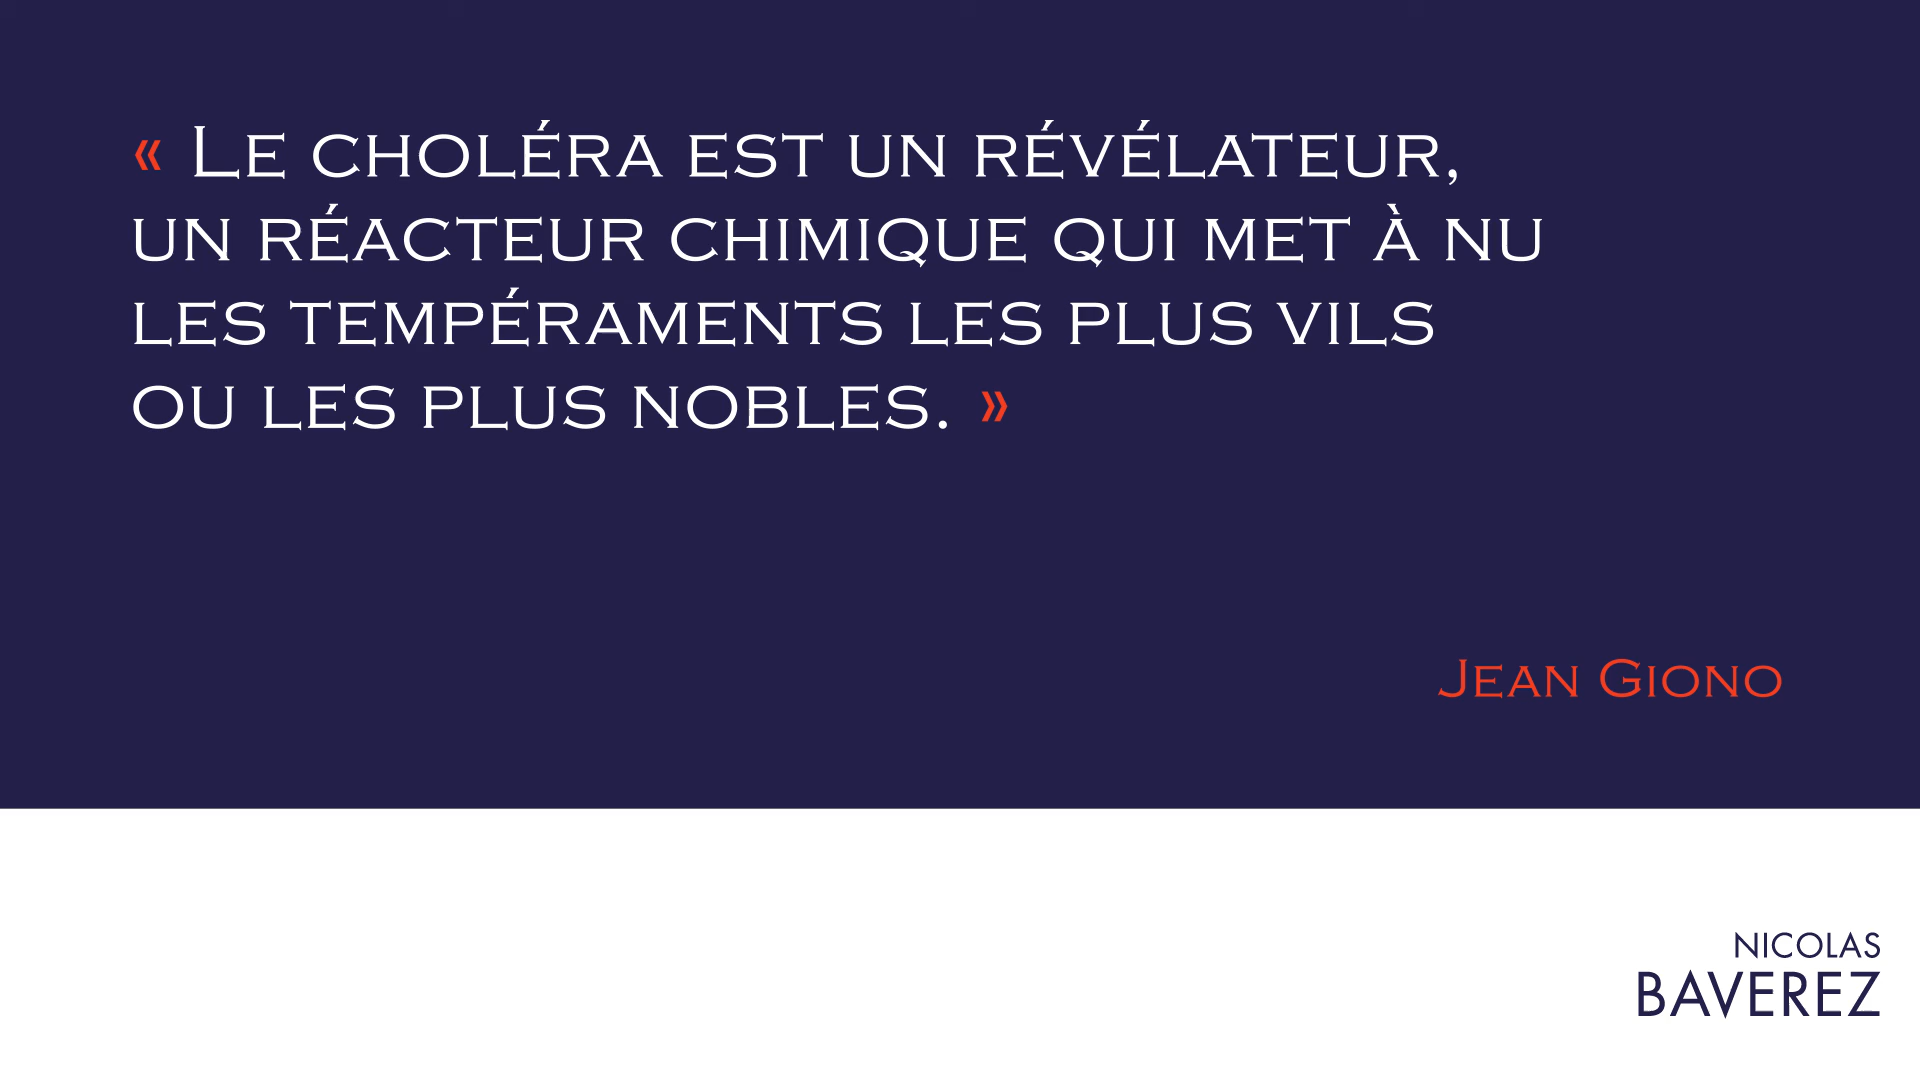 « Le choléra est un révélateur,
un réacteur chimique qui met à nu
les tempéraments les plus vils
ou les plus nobles. »
Jean Giono
NICOLAS
BAVEREZ